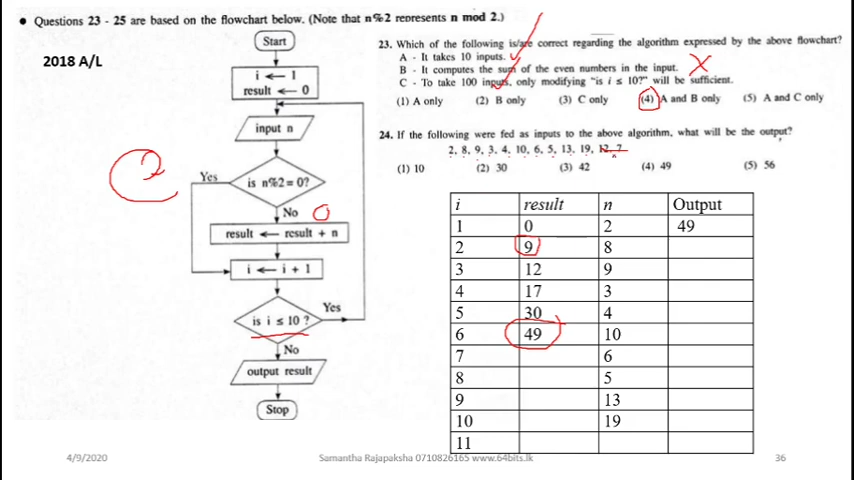 • Questions 23 - 25 are based on the flowchart below. (Note that n%2 represents n mod 2.)
2018 A/L
Start
i ← 1
result ← 0
input n
Yes
is n%2 = 0?
No
result ← result + n
i ← i + 1
Yes
is i ≤ 10 ?
No
output result
Stop
23. Which of the following is/are correct regarding the algorithm expressed by the above flowchart?
A - It takes 10 inputs.
B - It computes the sum of the even numbers in the input.
C - To take 100 inputs, only modifying "is i ≤ 10?" will be sufficient.
(1) A only (2) B only (3) C only (4) A and B only (5) A and C only
24. If the following were fed as inputs to the above algorithm, what will be the output?
2, 8, 9, 3, 4, 10, 6, 5, 13, 19, 12, 7
(1) 10 (2) 30 (3) 42 (4) 49 (5) 56
i result n Output
1 0 2 49
2 9 8
3 12 9
4 17 3
5 30 4
6 49 10
7 6
8 5
9 13
10 19
11
4/9/2020 Samantha Rajapaksha 0710826165 www.64bits.lk 36